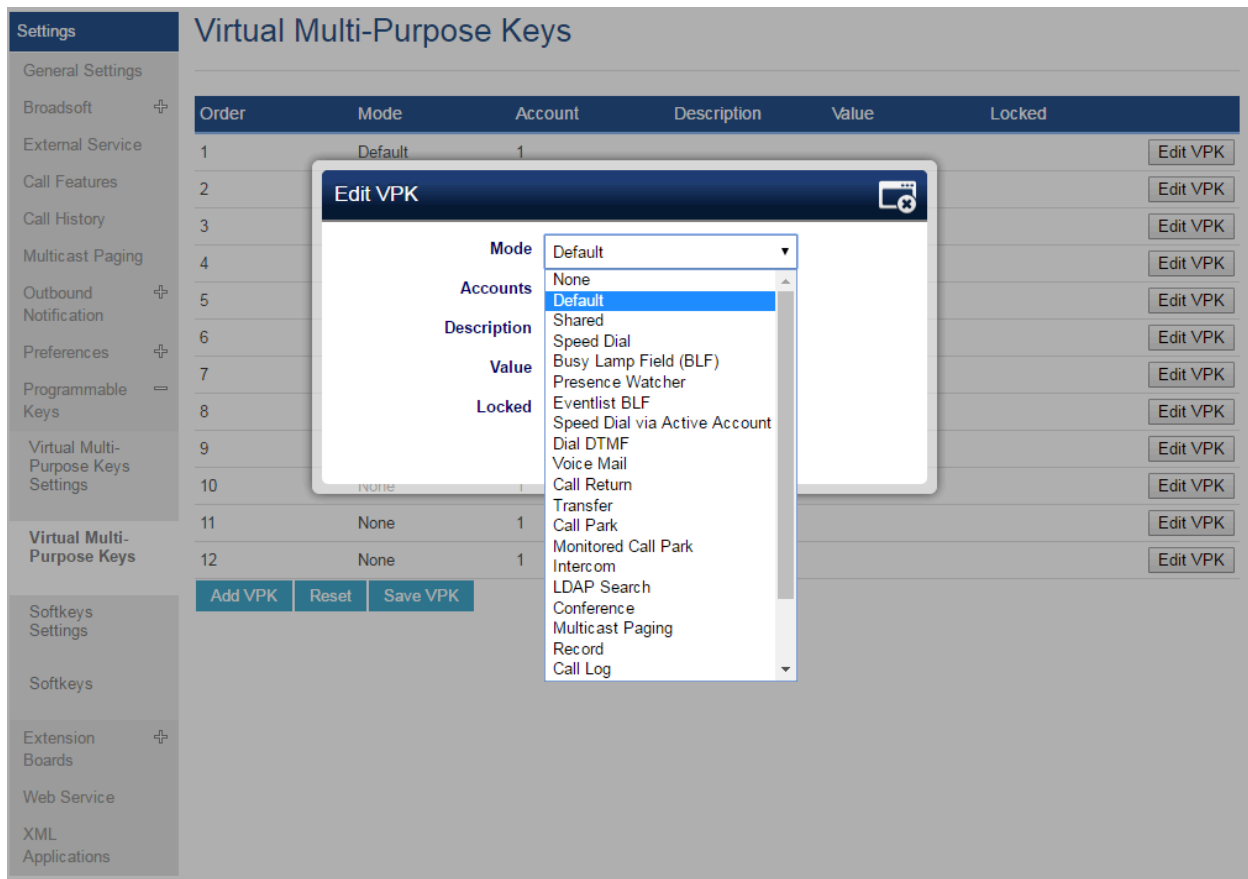 Settings
General Settings
Broadsoft
External Service
Call Features
Call History
Multicast Paging
Outbound
Notification
Preferences
Programmable
Keys
Virtual Multi-
Purpose Keys
Settings
Virtual Multi-
Purpose Keys
Softkeys
Settings
Softkeys
Extension
Boards
Web Service
XML
Applications
Virtual Multi-Purpose Keys
Order Mode Account Description Value Locked
1 Default 1 Edit VPK
2 Edit VPK
3 Edit VPK
4 Edit VPK
5 Edit VPK
6 Edit VPK
7 Edit VPK
8 Edit VPK
9 Edit VPK
10 None 1 Edit VPK
11 None 1 Edit VPK
12 None 1 Edit VPK
Add VPK Reset Save VPK
Edit VPK
Mode Default
Accounts
Description
Value
Locked
None
Default
Shared
Speed Dial
Busy Lamp Field (BLF)
Presence Watcher
Eventlist BLF
Speed Dial via Active Account
Dial DTMF
Voice Mail
Call Return
Transfer
Call Park
Monitored Call Park
Intercom
LDAP Search
Conference
Multicast Paging
Record
Call Log